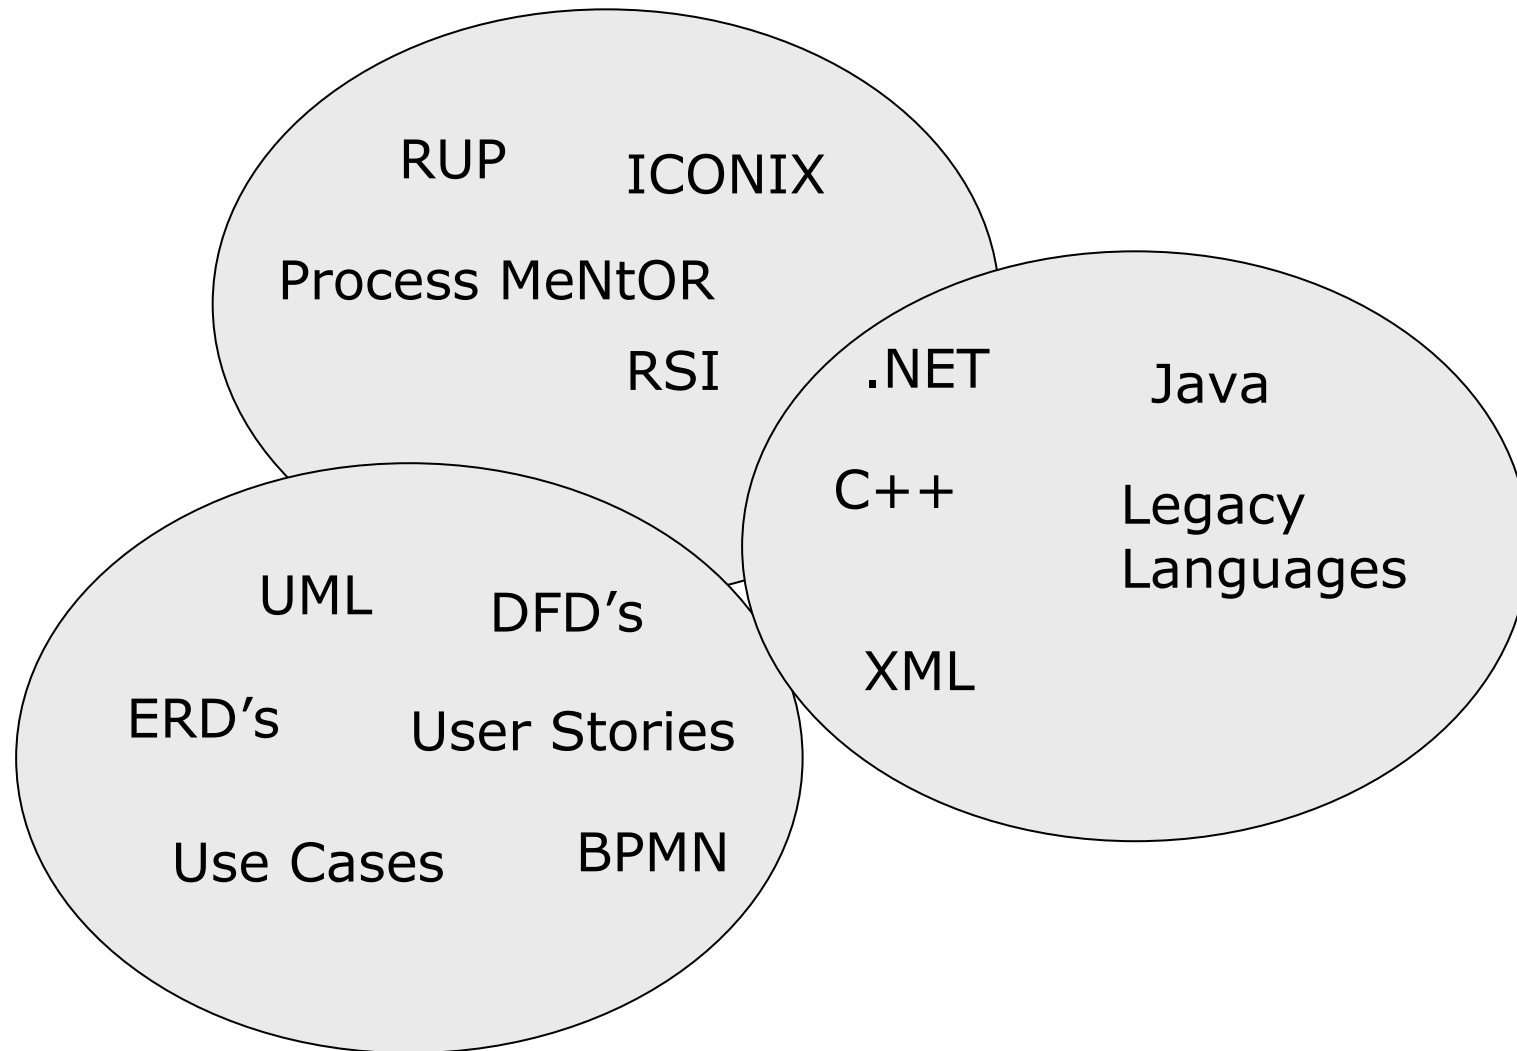 RUP
ICONIX
Process MeNtOR
RSI
.NET
Java
C++
Legacy
Languages
XML
UML
DFD’s
ERD’s
User Stories
Use Cases
BPMN